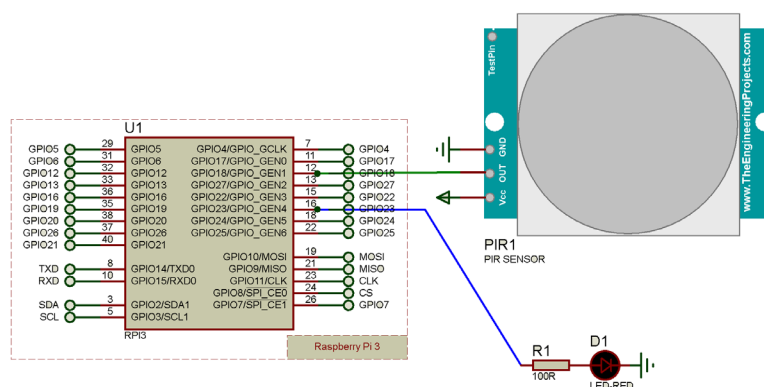 TestPin
GND
OUT
Vcc
www.TheEngineeringProjects.com
PIR1
PIR SENSOR
U1
GPIO5 29 GPIO5 GPIO4/GPIO_GCLK 7 GPIO4
GPIO6 31 GPIO6 GPIO17/GPIO_GEN0 11 GPIO17
GPIO12 32 GPIO12 GPIO18/GPIO_GEN1 12 GPIO18
GPIO13 33 GPIO13 GPIO27/GPIO_GEN2 13 GPIO27
GPIO16 36 GPIO16 GPIO22/GPIO_GEN3 15 GPIO22
GPIO19 35 GPIO19 GPIO23/GPIO_GEN4 16 GPIO23
GPIO20 38 GPIO20 GPIO24/GPIO_GEN5 18 GPIO24
GPIO26 37 GPIO26 GPIO25/GPIO_GEN6 22 GPIO25
GPIO21 40 GPIO21
GPIO10/MOSI 19 MOSI
TXD 8 GPIO14/TXD0 GPIO9/MISO 21 MISO
RXD 10 GPIO15/RXD0 GPIO11/CLK 23 CLK
GPIO8/SPI_CE0 24 CS
SDA 3 GPIO2/SDA1 GPIO7/SPI_CE1 26 GPIO7
SCL 5 GPIO3/SCL1
RPI3
Raspberry Pi 3
R1
100R
D1
LED-RED